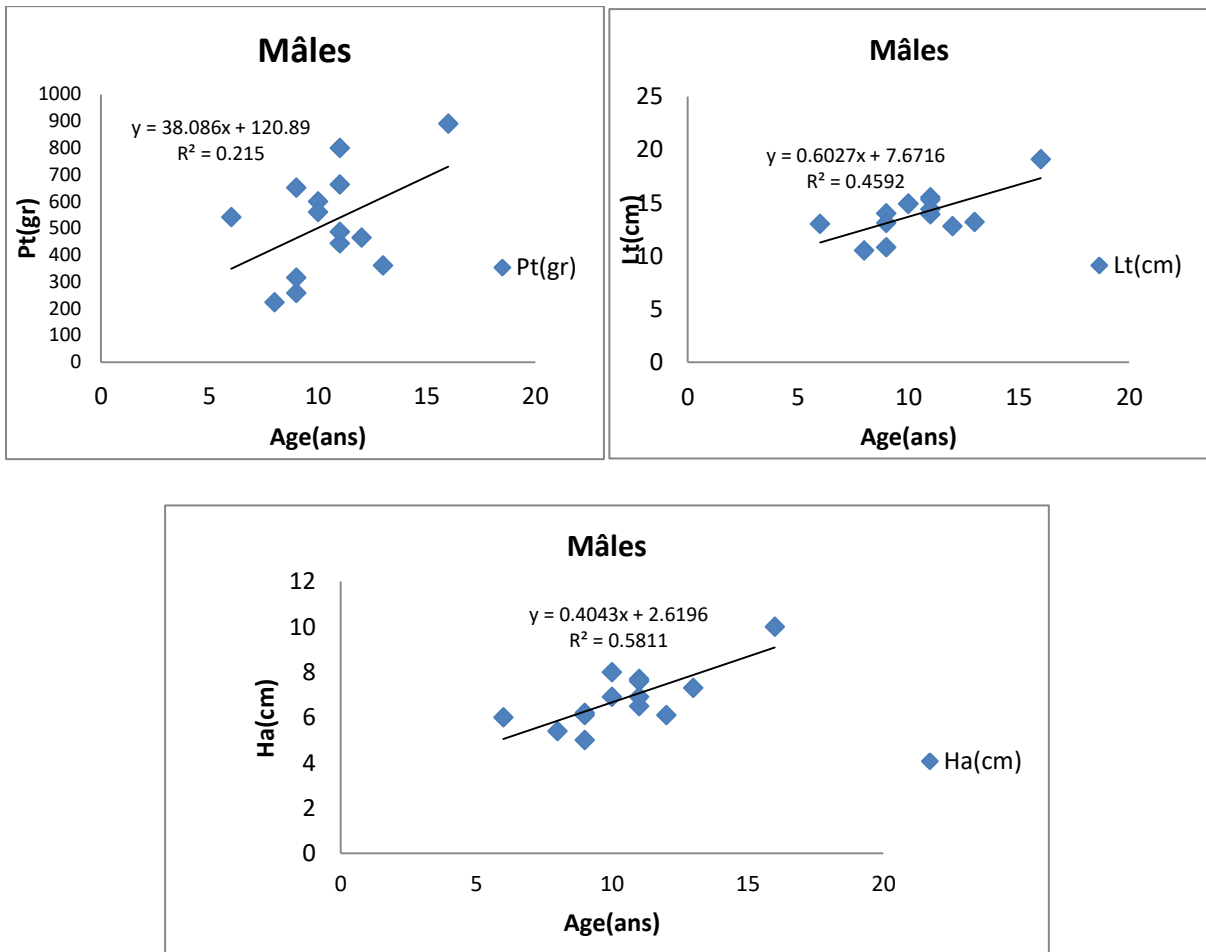 Mâles
1000
900
800
700
600
500
400
300
200
100
0
Pt(gr)
y = 38.086x + 120.89
R² = 0.215
Pt(gr)
0 5 10 15 20
Age(ans)
Mâles
25
20
15
10
5
0
Lt(cm)
y = 0.6027x + 7.6716
R² = 0.4592
Lt(cm)
0 5 10 15 20
Age(ans)
Mâles
12
10
8
6
4
2
0
Ha(cm)
y = 0.4043x + 2.6196
R² = 0.5811
Ha(cm)
0 5 10 15 20
Age(ans)